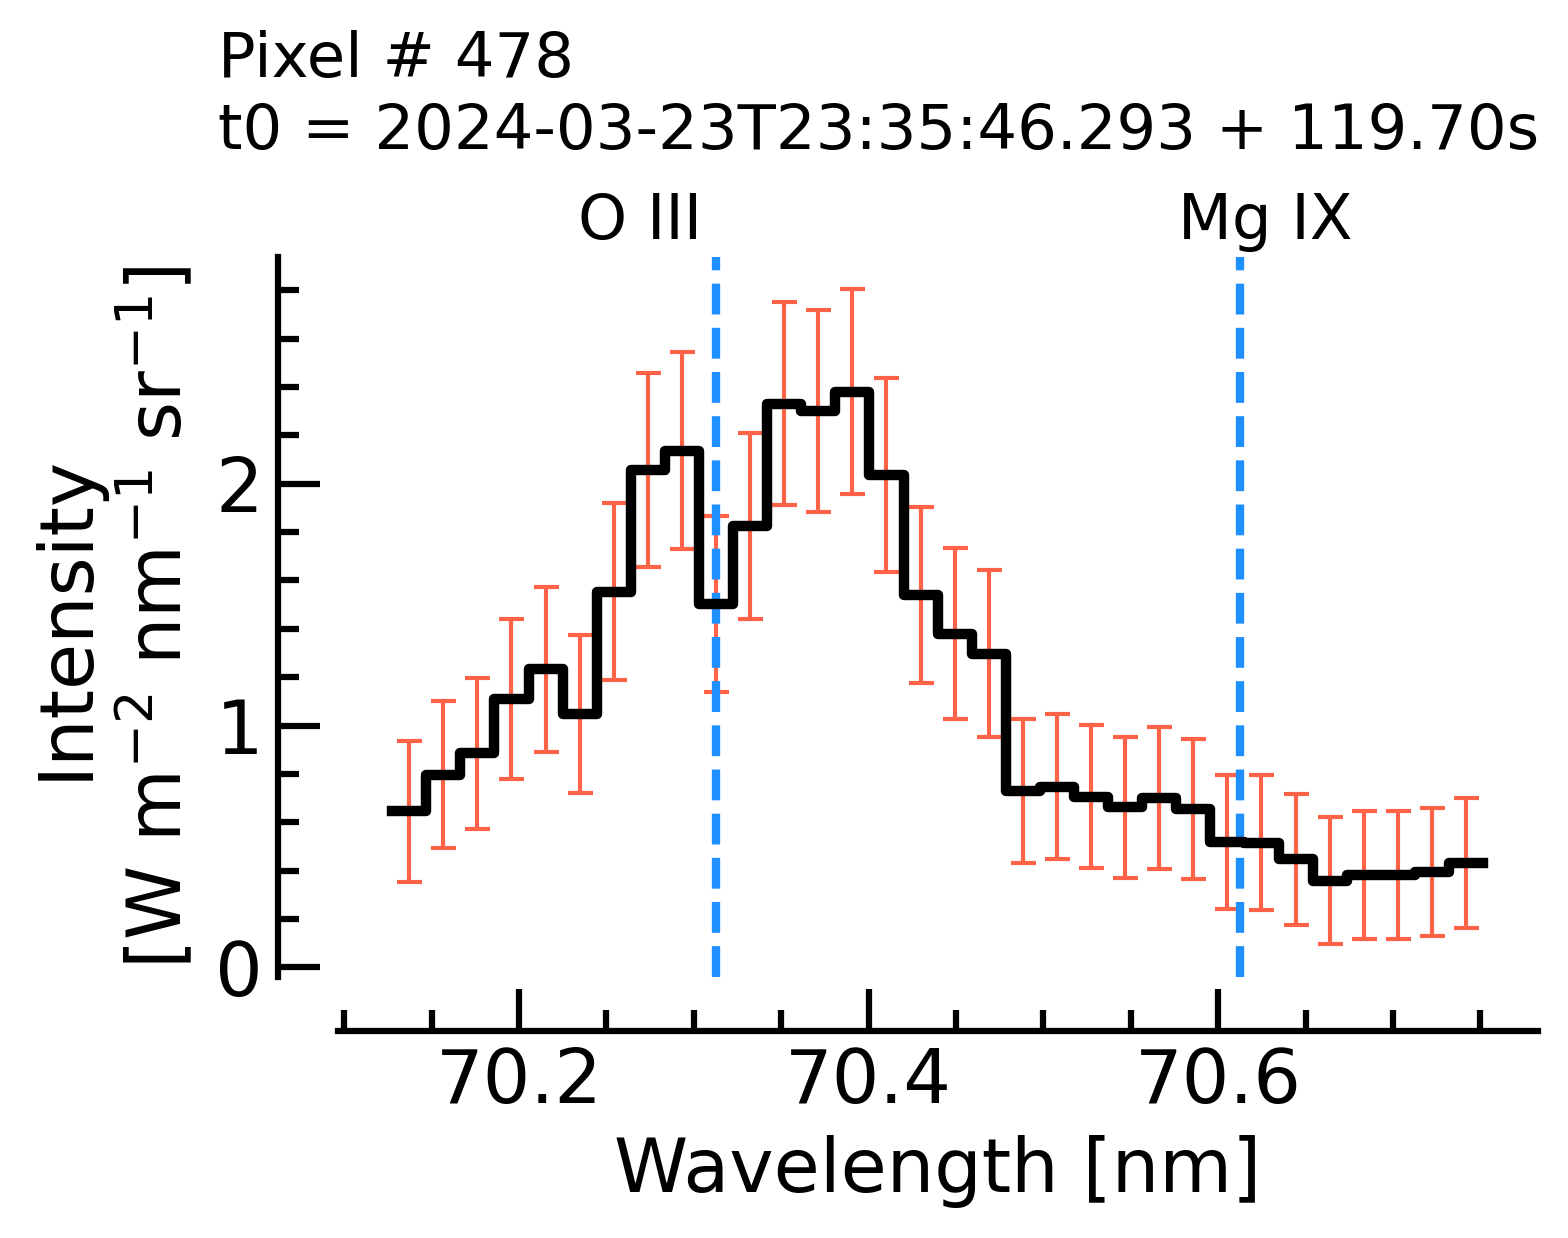 Pixel # 478
t0 = 2024-03-23T23:35:46.293 + 119.70s
O III
Mg IX
Intensity
[W m⁻² nm⁻¹ sr⁻¹]
2
1
0
70.2
70.4
70.6
Wavelength [nm]